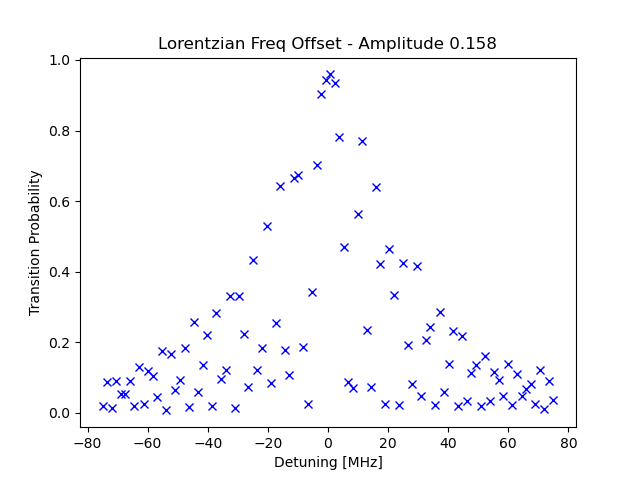 Lorentzian Freq Offset - Amplitude 0.158
1.0
0.8
0.6
0.4
0.2
0.0
Transition Probability
−80 −60 −40 −20 0 20 40 60 80
Detuning [MHz]